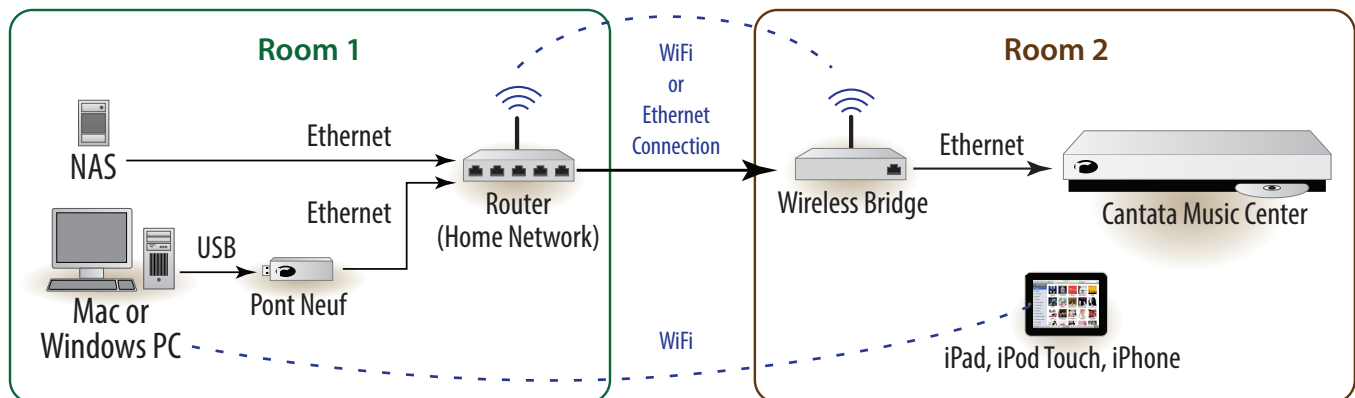 Room 1
Room 2
WiFi
or
Ethernet
Connection
Ethernet
NAS
Ethernet
Wireless Bridge
Cantata Music Center
Router
(Home Network)
Ethernet
USB
Pont Neuf
Mac or
Windows PC
WiFi
iPad, iPod Touch, iPhone